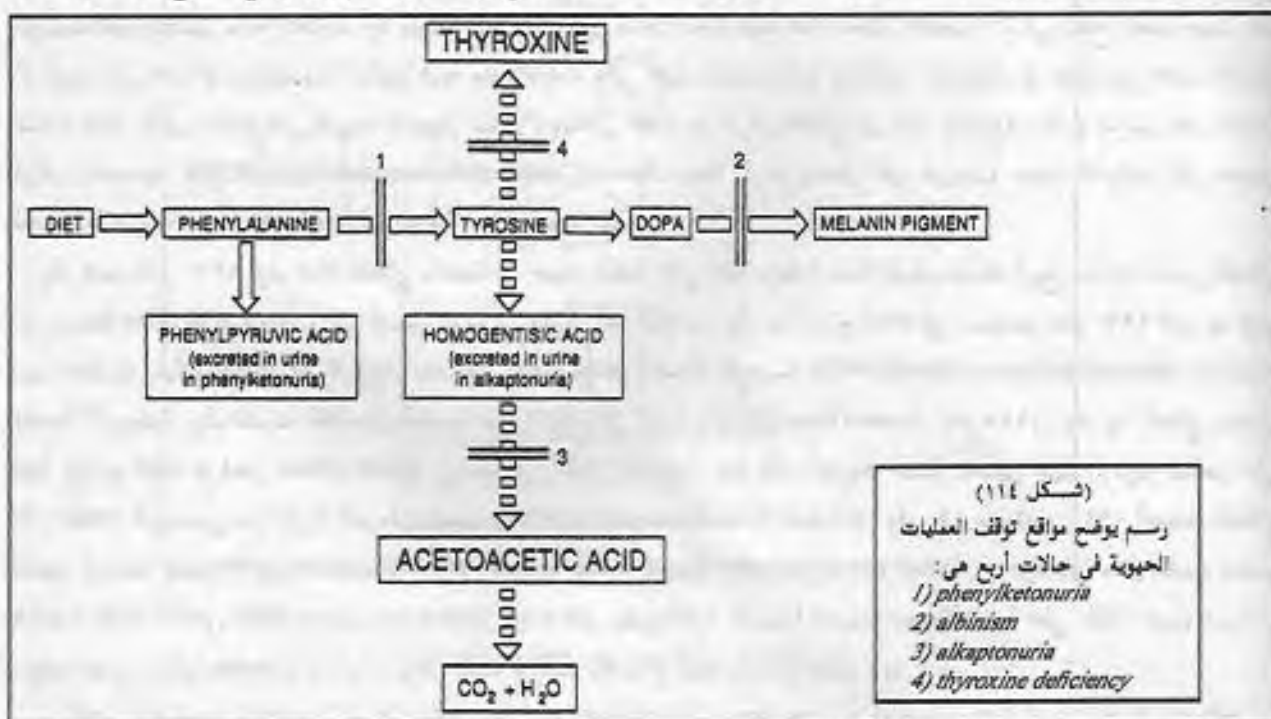 THYROXINE
4
1
2
DIET
PHENYLALANINE
TYROSINE
DOPA
MELANIN PIGMENT
PHENYLPYRUVIC ACID
(excreted in urine
in phenylketonuria)
HOMOGENTISIC ACID
(excreted in urine
in alkaptonuria)
3
ACETOACETIC ACID
CO₂ + H₂O
(شكل ١١٤)
رسم يوضح مواقع توقف العمليات
الحيوية فى حالات أربع هى:
1) phenylketonuria
2) albinism
3) alkaptonuria
4) thyroxine deficiency